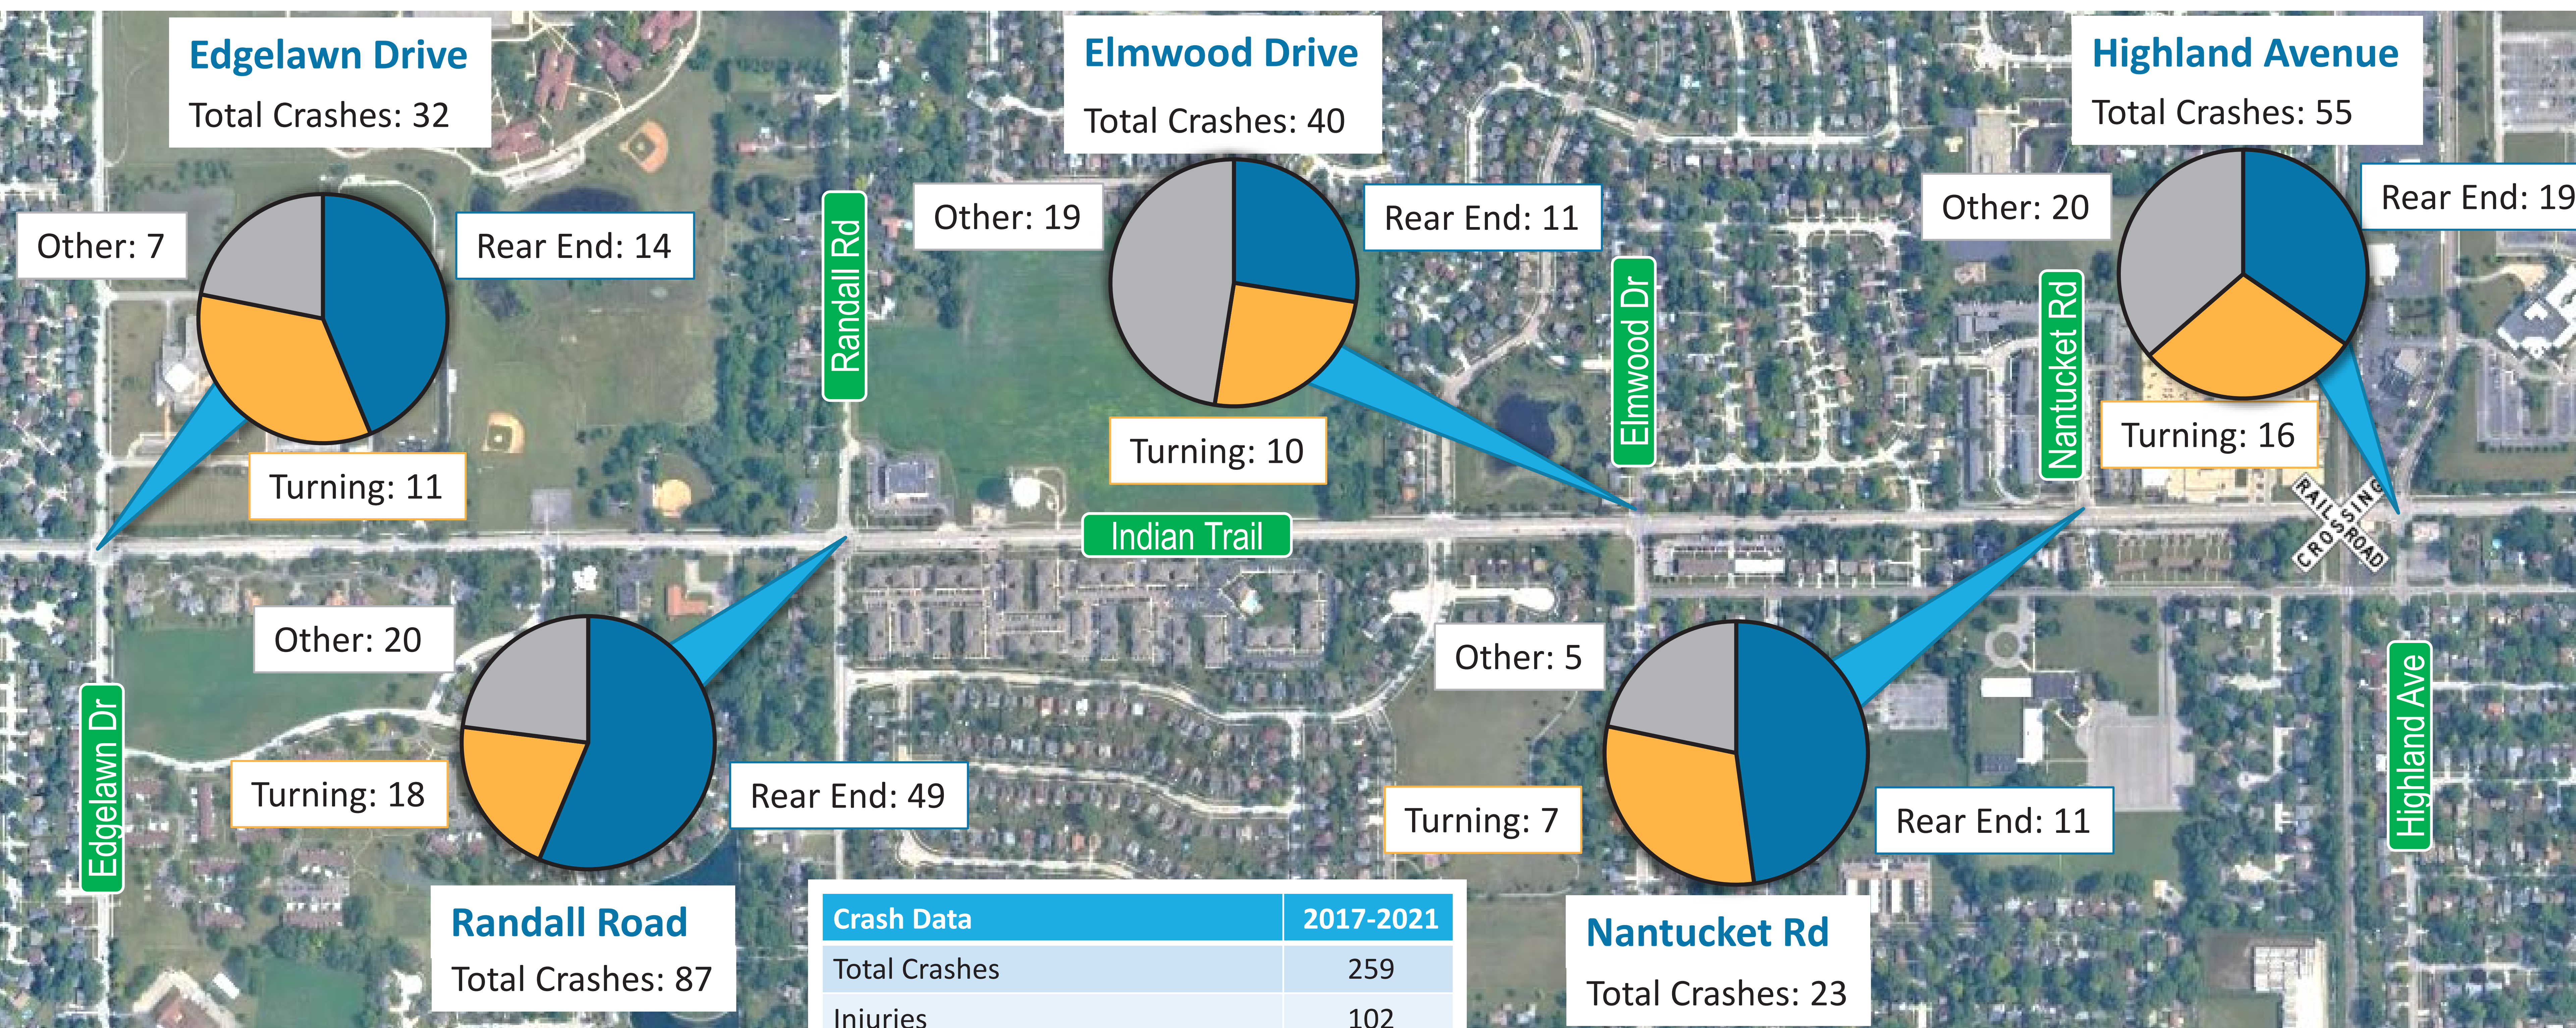 Edgelawn Drive
Total Crashes: 32
Other: 7
Rear End: 14
Turning: 11
Elmwood Drive
Total Crashes: 40
Other: 19
Rear End: 11
Turning: 10
Highland Avenue
Total Crashes: 55
Other: 20
Rear End: 19
Turning: 16
Randall Rd
Elmwood Dr
Nantucket Rd
Indian Trail
RAILROAD
CROSSING
Edgelawn Dr
Highland Ave
Other: 20
Turning: 18
Rear End: 49
Randall Road
Total Crashes: 87
Other: 5
Turning: 7
Rear End: 11
Nantucket Rd
Total Crashes: 23
Crash Data 2017-2021
Total Crashes 259
Injuries 102